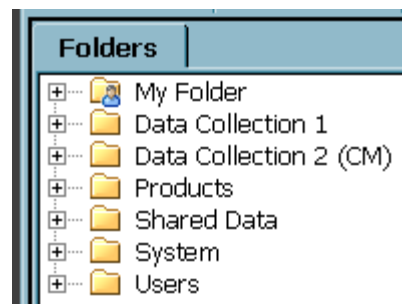 Folders
My Folder
Data Collection 1
Data Collection 2 (CM)
Products
Shared Data
System
Users